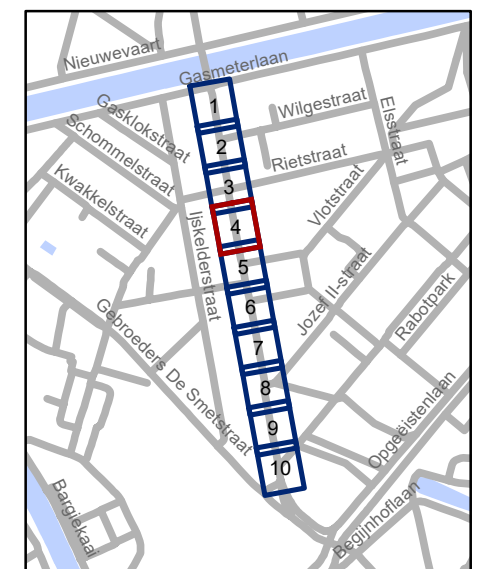 Nieuwevaart
Gasmeterlaan
Gasklokstraat
Wilgestraat
Elsstraat
Schommelstraat
Rietstraat
Kwakkelstraat
Vlotstraat
Ijskelderstraat
Jozef II-straat
Rabotpark
Gebroeders De Smetstraat
Opgeëistenlaan
Bargiekaai
Begijnhoflaan
1
2
3
4
5
6
7
8
9
10